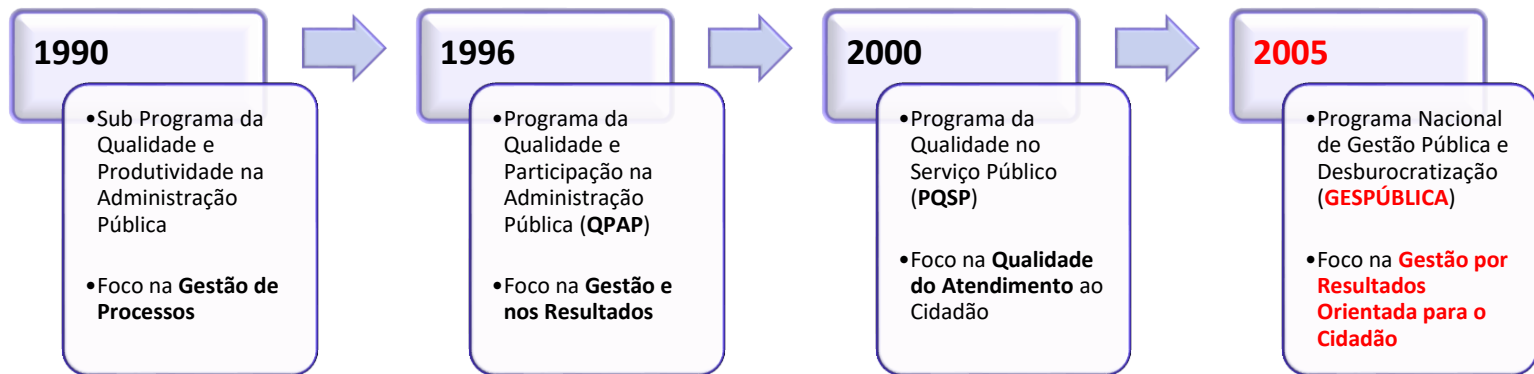 1990
•Sub Programa da
Qualidade e
Produtividade na
Administração
Pública
•Foco na Gestão de
Processos
1996
•Programa da
Qualidade e
Participação na
Administração
Pública (QPAP)
•Foco na Gestão e
nos Resultados
2000
•Programa da
Qualidade no
Serviço Público
(PQSP)
•Foco na Qualidade
do Atendimento ao
Cidadão
2005
•Programa Nacional
de Gestão Pública e
Desburocratização
(GESPÚBLICA)
•Foco na Gestão por
Resultados
Orientada para o
Cidadão